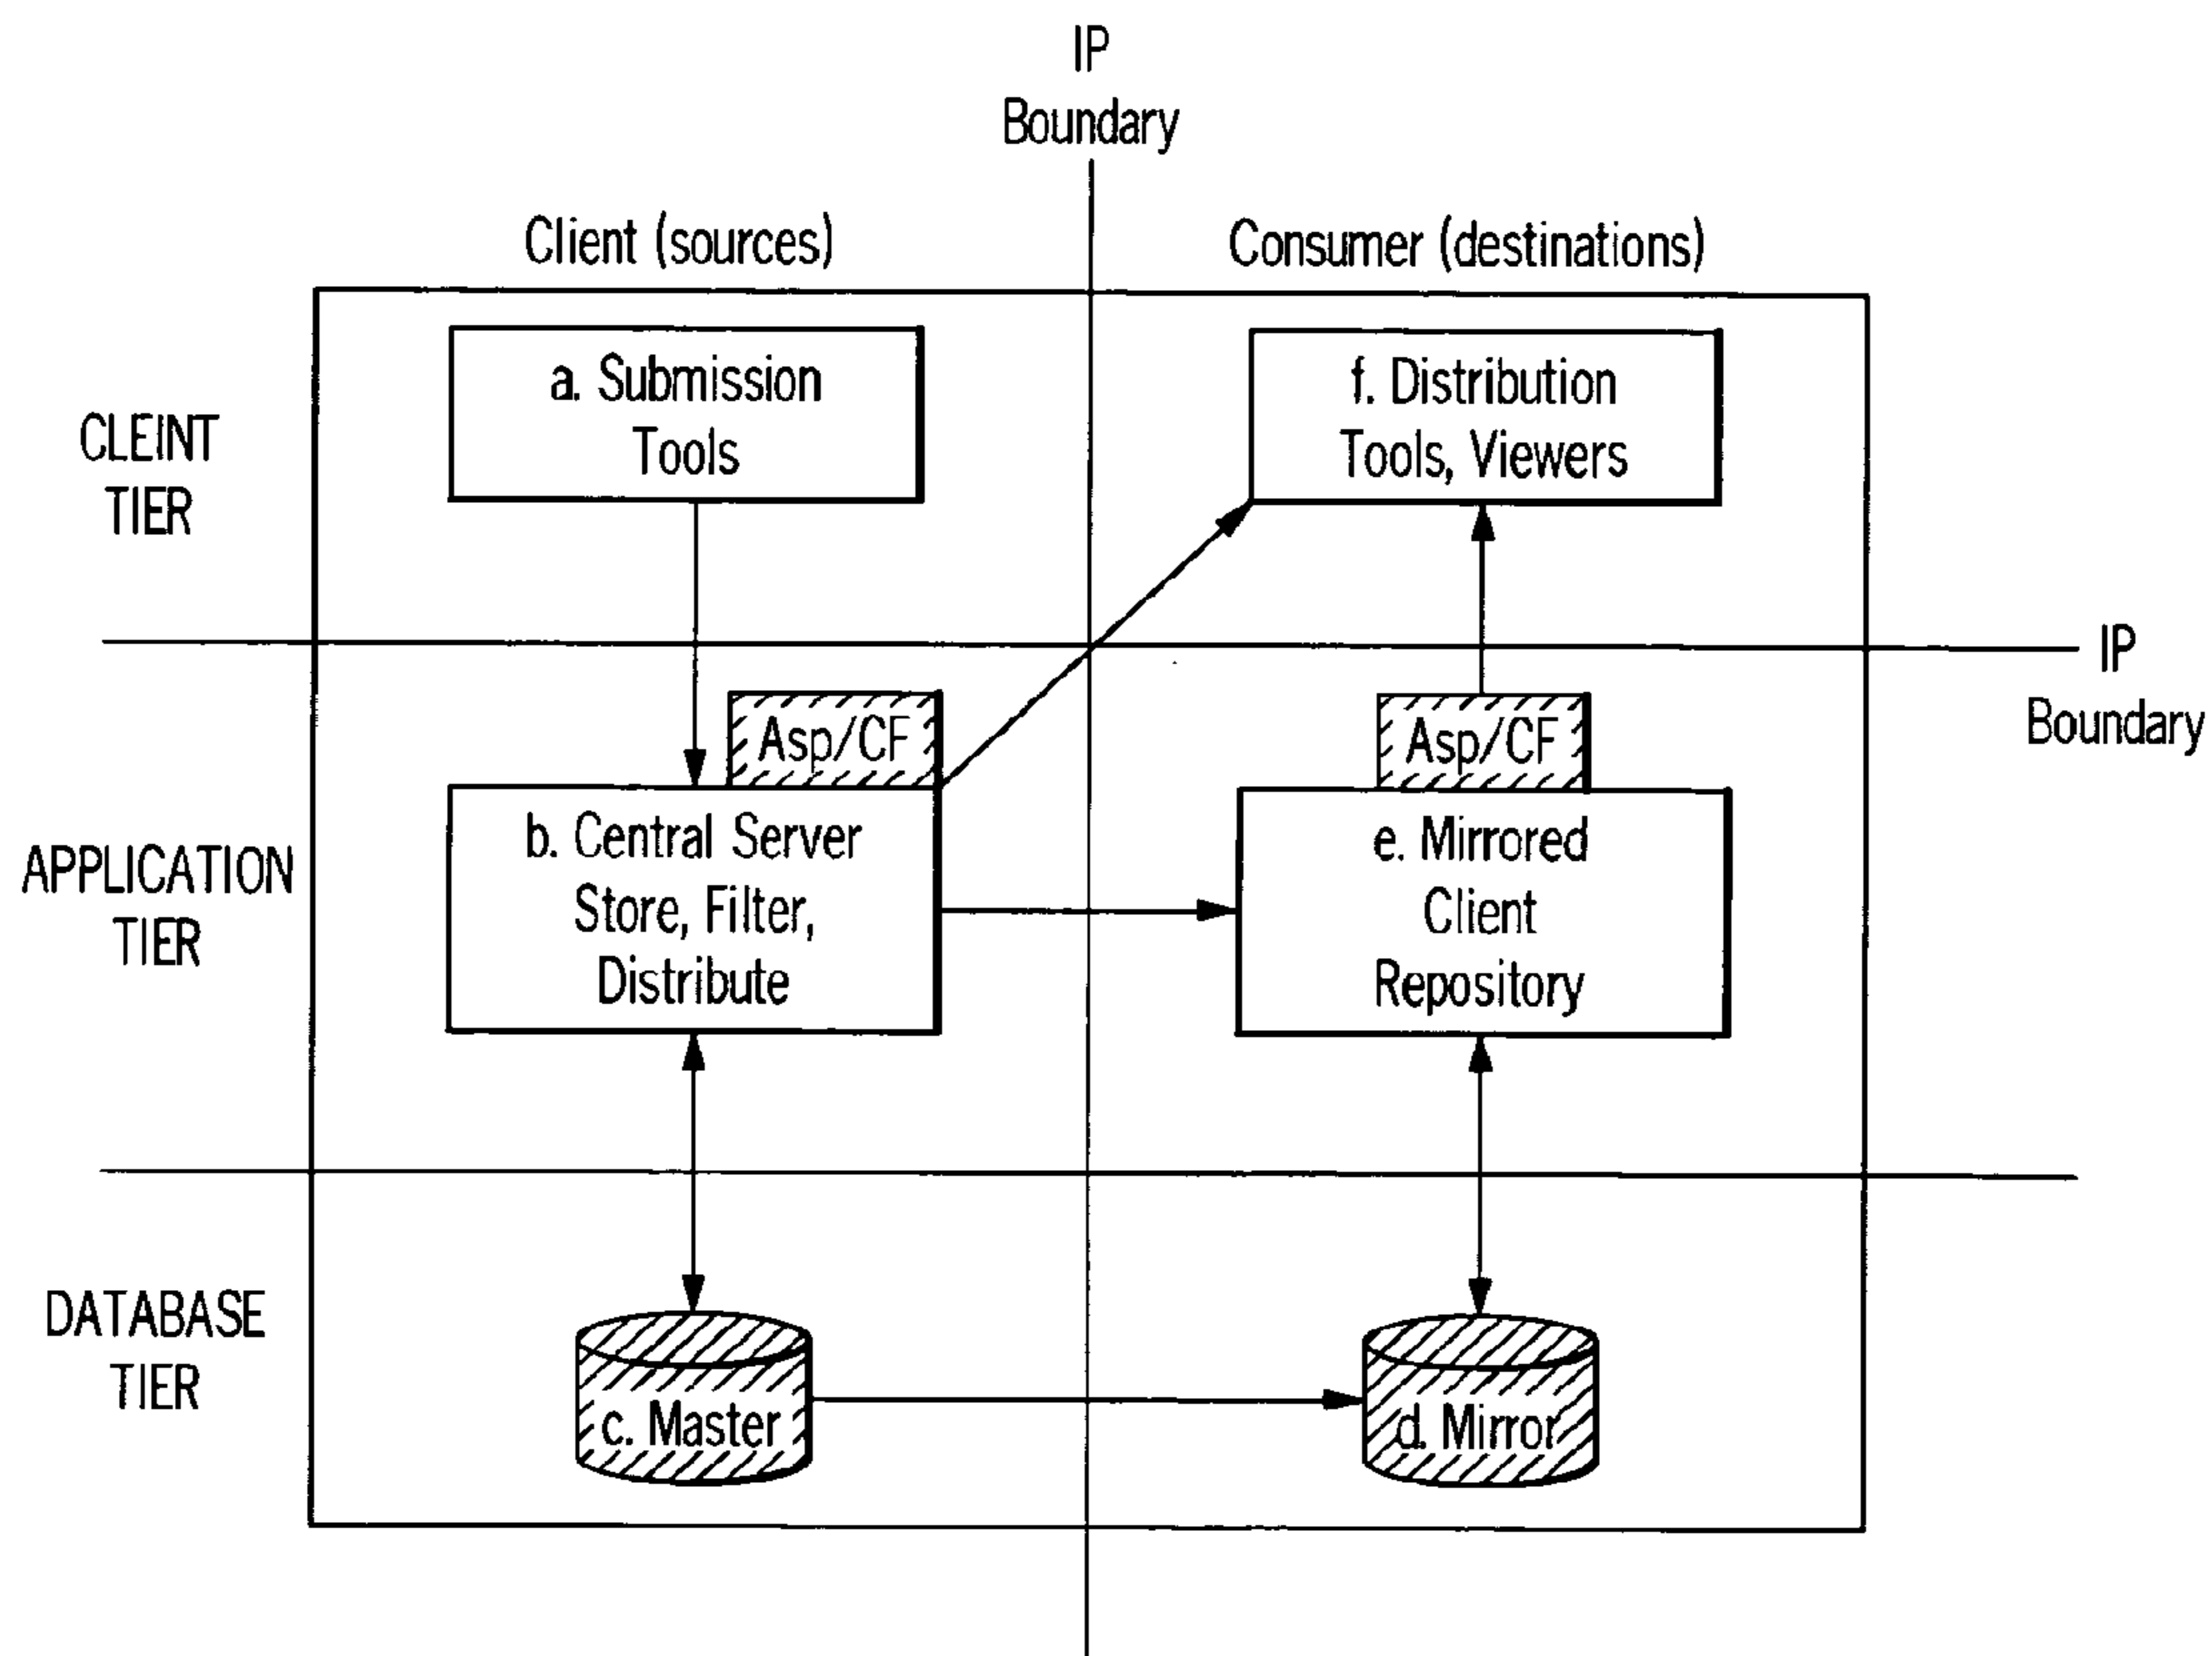 IP
Boundary
Client (sources)
Consumer (destinations)
CLEINT
TIER
a. Submission
Tools
f. Distribution
Tools, Viewers
IP
Boundary
APPLICATION
TIER
Asp/CF
b. Central Server
Store, Filter,
Distribute
Asp/CF
e. Mirrored
Client
Repository
DATABASE
TIER
c. Master
d. Mirror